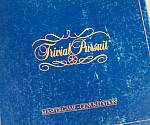 Trivial Pursuit
MASTER GAME—GENUS EDITION